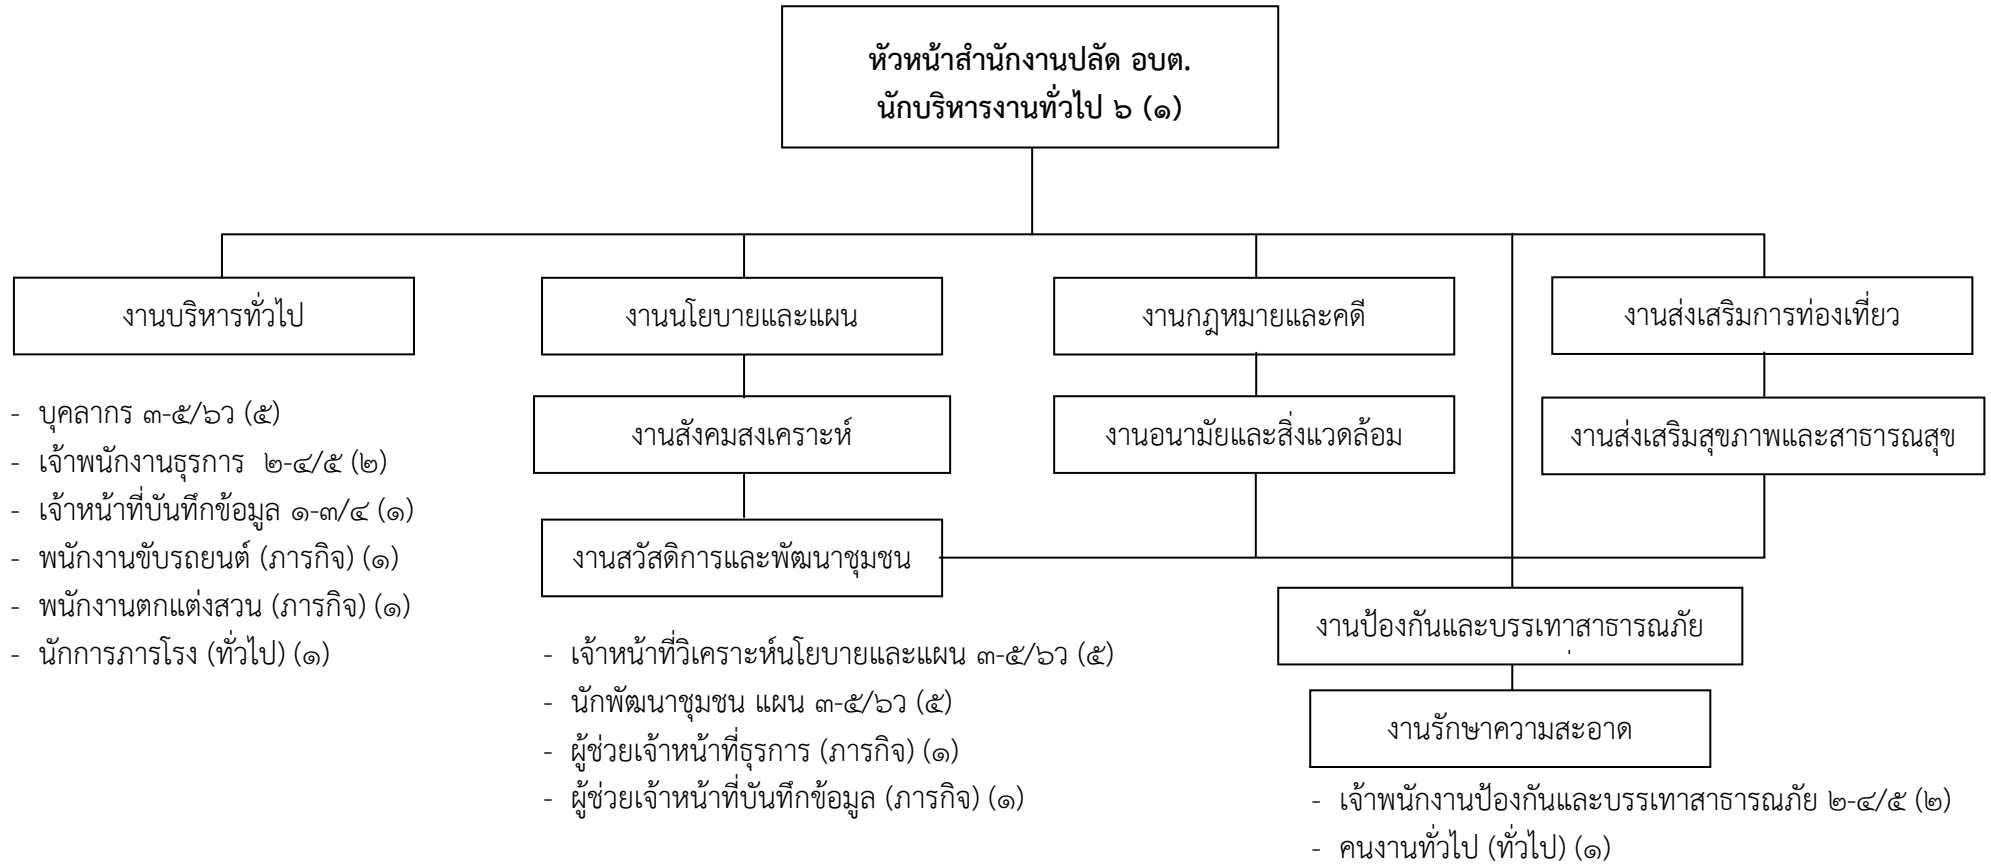 หัวหน้าสำนักงานปลัด อบต.
นักบริหารงานทั่วไป ๖ (๑)
งานบริหารทั่วไป
งานนโยบายและแผน
งานกฎหมายและคดี
งานส่งเสริมการท่องเที่ยว
งานสังคมสงเคราะห์
งานอนามัยและสิ่งแวดล้อม
งานส่งเสริมสุขภาพและสาธารณสุข
งานสวัสดิการและพัฒนาชุมชน
- บุคลากร ๓-๕/๖ว (๕)
- เจ้าพนักงานธุรการ ๒-๔/๕ (๒)
- เจ้าหน้าที่บันทึกข้อมูล ๑-๓/๔ (๑)
- พนักงานขับรถยนต์ (ภารกิจ) (๑)
- พนักงานตกแต่งสวน (ภารกิจ) (๑)
- นักการภารโรง (ทั่วไป) (๑)
- เจ้าหน้าที่วิเคราะห์นโยบายและแผน ๓-๕/๖ว (๕)
- นักพัฒนาชุมชน แผน ๓-๕/๖ว (๕)
- ผู้ช่วยเจ้าหน้าที่ธุรการ (ภารกิจ) (๑)
- ผู้ช่วยเจ้าหน้าที่บันทึกข้อมูล (ภารกิจ) (๑)
งานป้องกันและบรรเทาสาธารณภัย
งานรักษาความสะอาด
- เจ้าพนักงานป้องกันและบรรเทาสาธารณภัย ๒-๔/๕ (๒)
- คนงานทั่วไป (ทั่วไป) (๑)